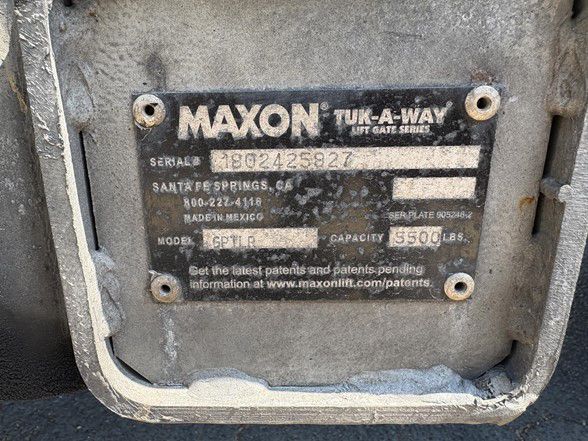 MAXON® TUK-A-WAY®
LIFT GATE SERIES
SERIAL # 1802425827
SANTA FE SPRINGS, CA
800-227-4116
MADE IN MEXICO
SER PLATE 905246-2
MODEL GPTLR CAPACITY 3500 LBS.
Get the latest patents and patents pending
information at www.maxonlift.com/patents.